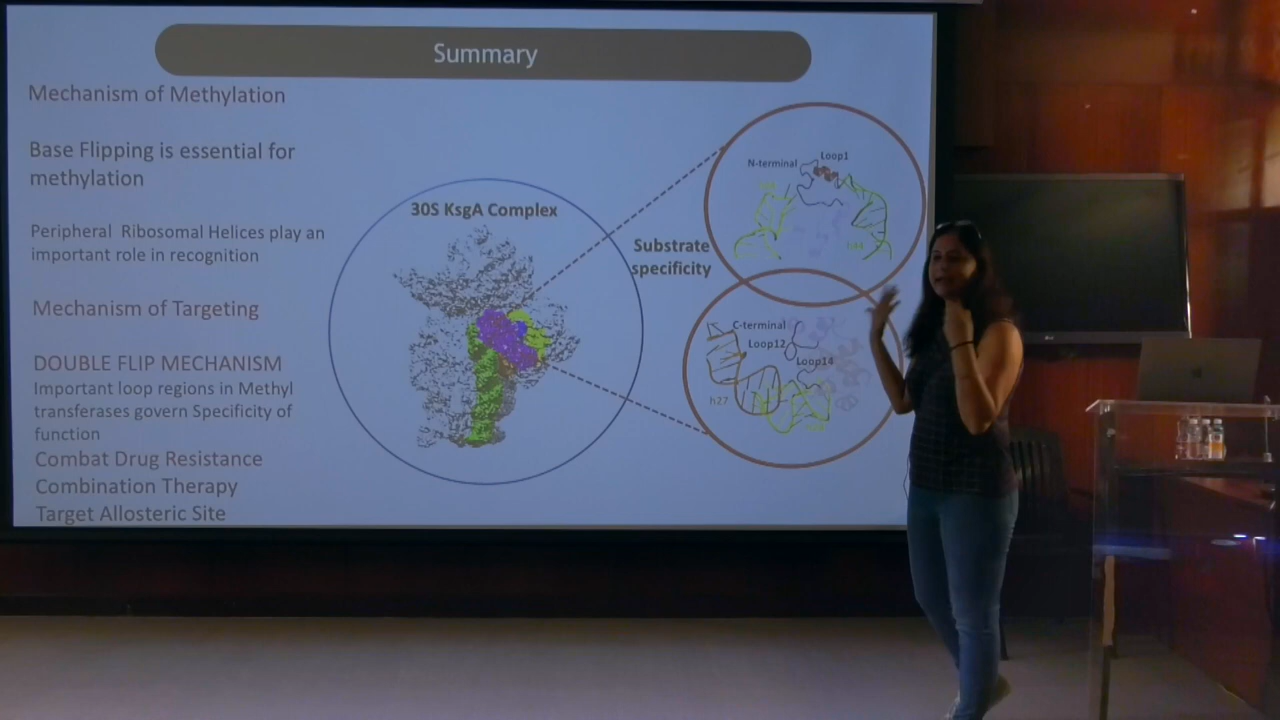 Summary
Mechanism of Methylation
Base Flipping is essential for
methylation
Peripheral Ribosomal Helices play an
important role in recognition
Mechanism of Targeting
DOUBLE FLIP MECHANISM
Important loop regions in Methyl
transferases govern Specificity of
function
Combat Drug Resistance
Combination Therapy
Target Allosteric Site
30S KsgA Complex
Substrate
specificity
N-terminal
Loop1
h44
C-terminal
Loop12
Loop14
h27